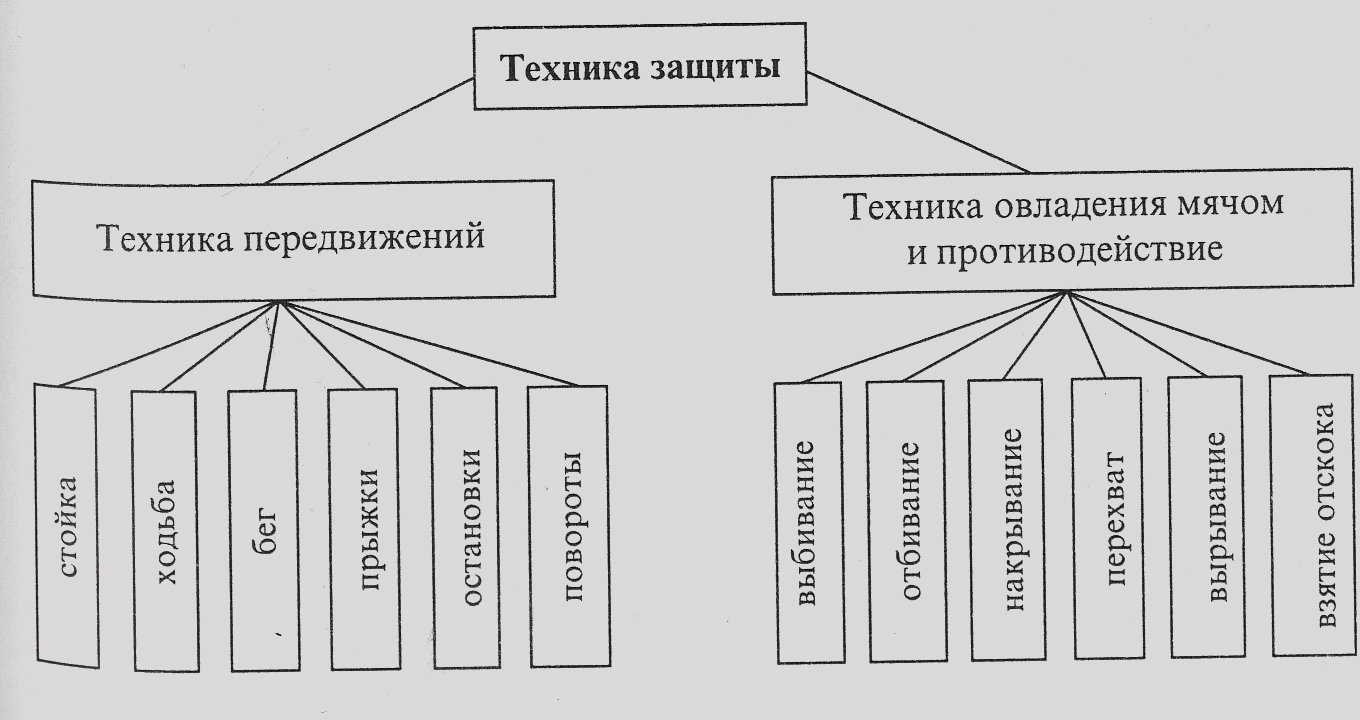 Техника защиты
Техника передвижений
Техника овладения мячом
и противодействие
стойка
ходьба
бег
прыжки
остановки
повороты
выбивание
отбивание
накрывание
перехват
вырывание
взятие отскока